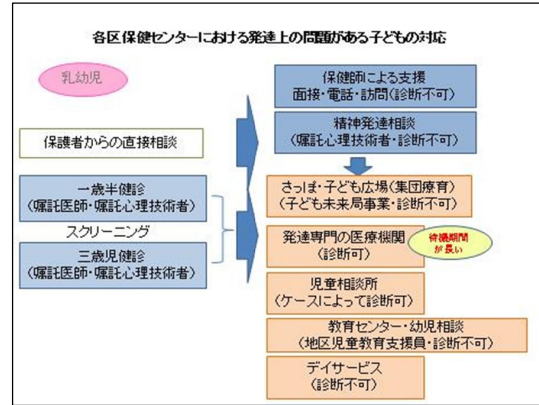 各区保健センターにおける発達上の問題がある子どもの対応
乳幼児
保護者からの直接相談
一歳半健診
(嘱託医師・嘱託心理技術者)
スクリーニング
三歳児健診
(嘱託医師・嘱託心理技術者)
保健師による支援
面接・電話・訪問(診断不可)
精神発達相談
(嘱託心理技術者・診断不可)
さっぽ・子ども広場(集団療育)
(子ども未来局事業・診断不可)
発達専門の医療機関
(診断可)
待機期間
が長い
児童相談所
(ケースによって診断可)
教育センター・幼児相談
(地区児童教育支援員・診断不可)
デイサービス
(診断不可)